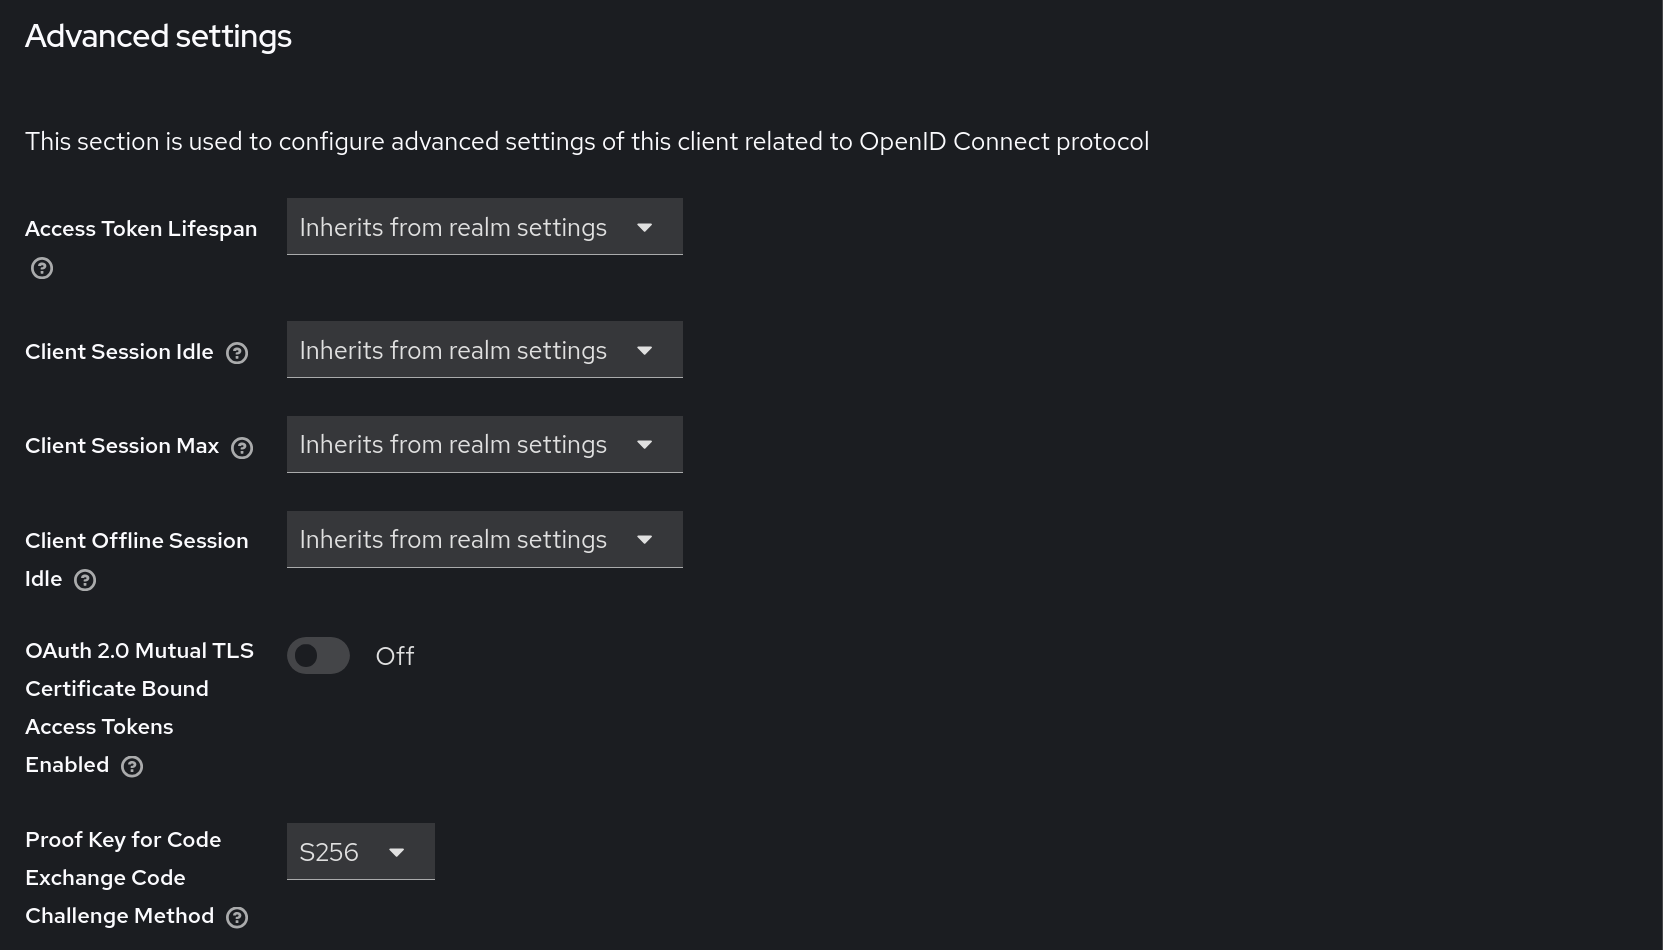 Advanced settings
This section is used to configure advanced settings of this client related to OpenID Connect protocol
Access Token Lifespan
Inherits from realm settings
Client Session Idle
Inherits from realm settings
Client Session Max
Inherits from realm settings
Client Offline Session
Idle
Inherits from realm settings
OAuth 2.0 Mutual TLS
Certificate Bound
Access Tokens
Enabled
Off
Proof Key for Code
Exchange Code
Challenge Method
S256